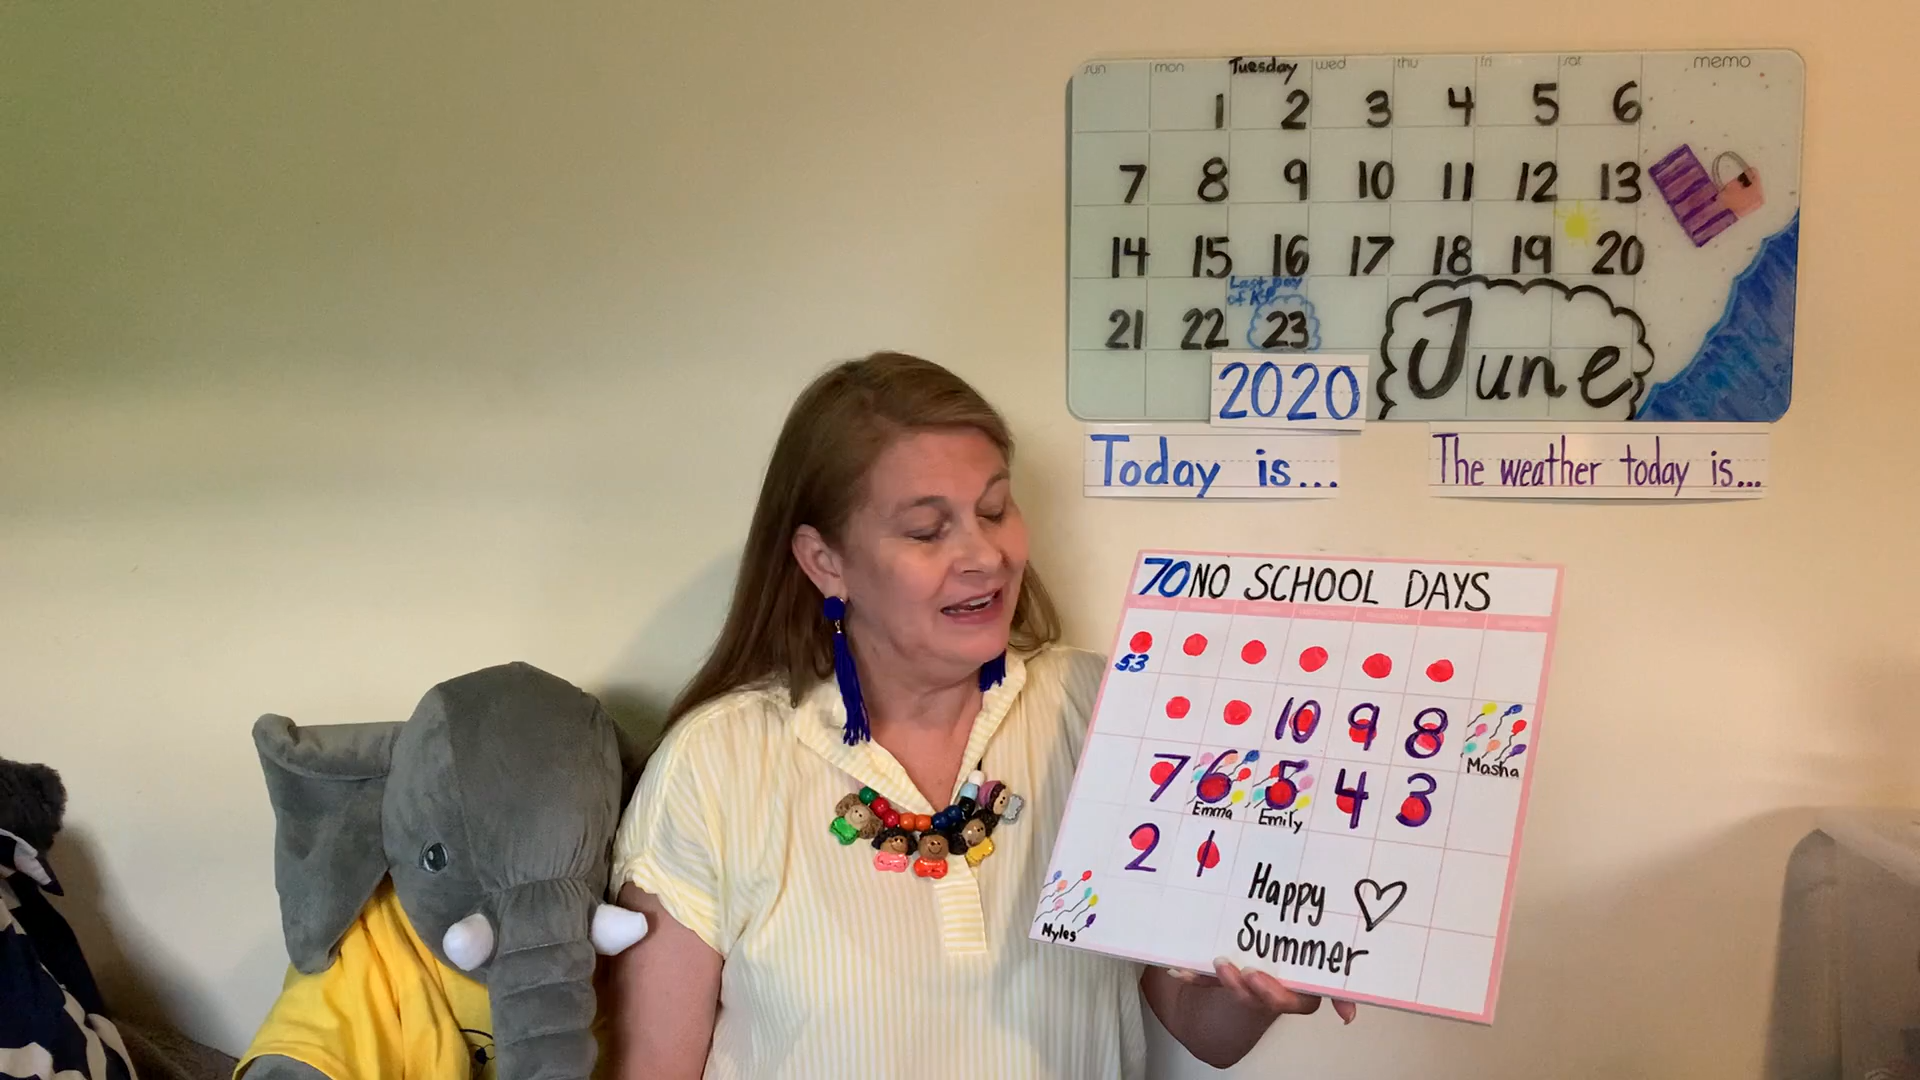 sun mon Tuesday wed thu fri sat memo
1 2 3 4 5 6
7 8 9 10 11 12 13
14 15 16 17 18 19 20
Last Day
of KP
21 22 23
June
2020
Today is...
The weather today is...
70 NO SCHOOL DAYS
53
10 9 8
Masha
7 6 5 4 3
Emma Emily
2 1
Happy
Summer
Myles